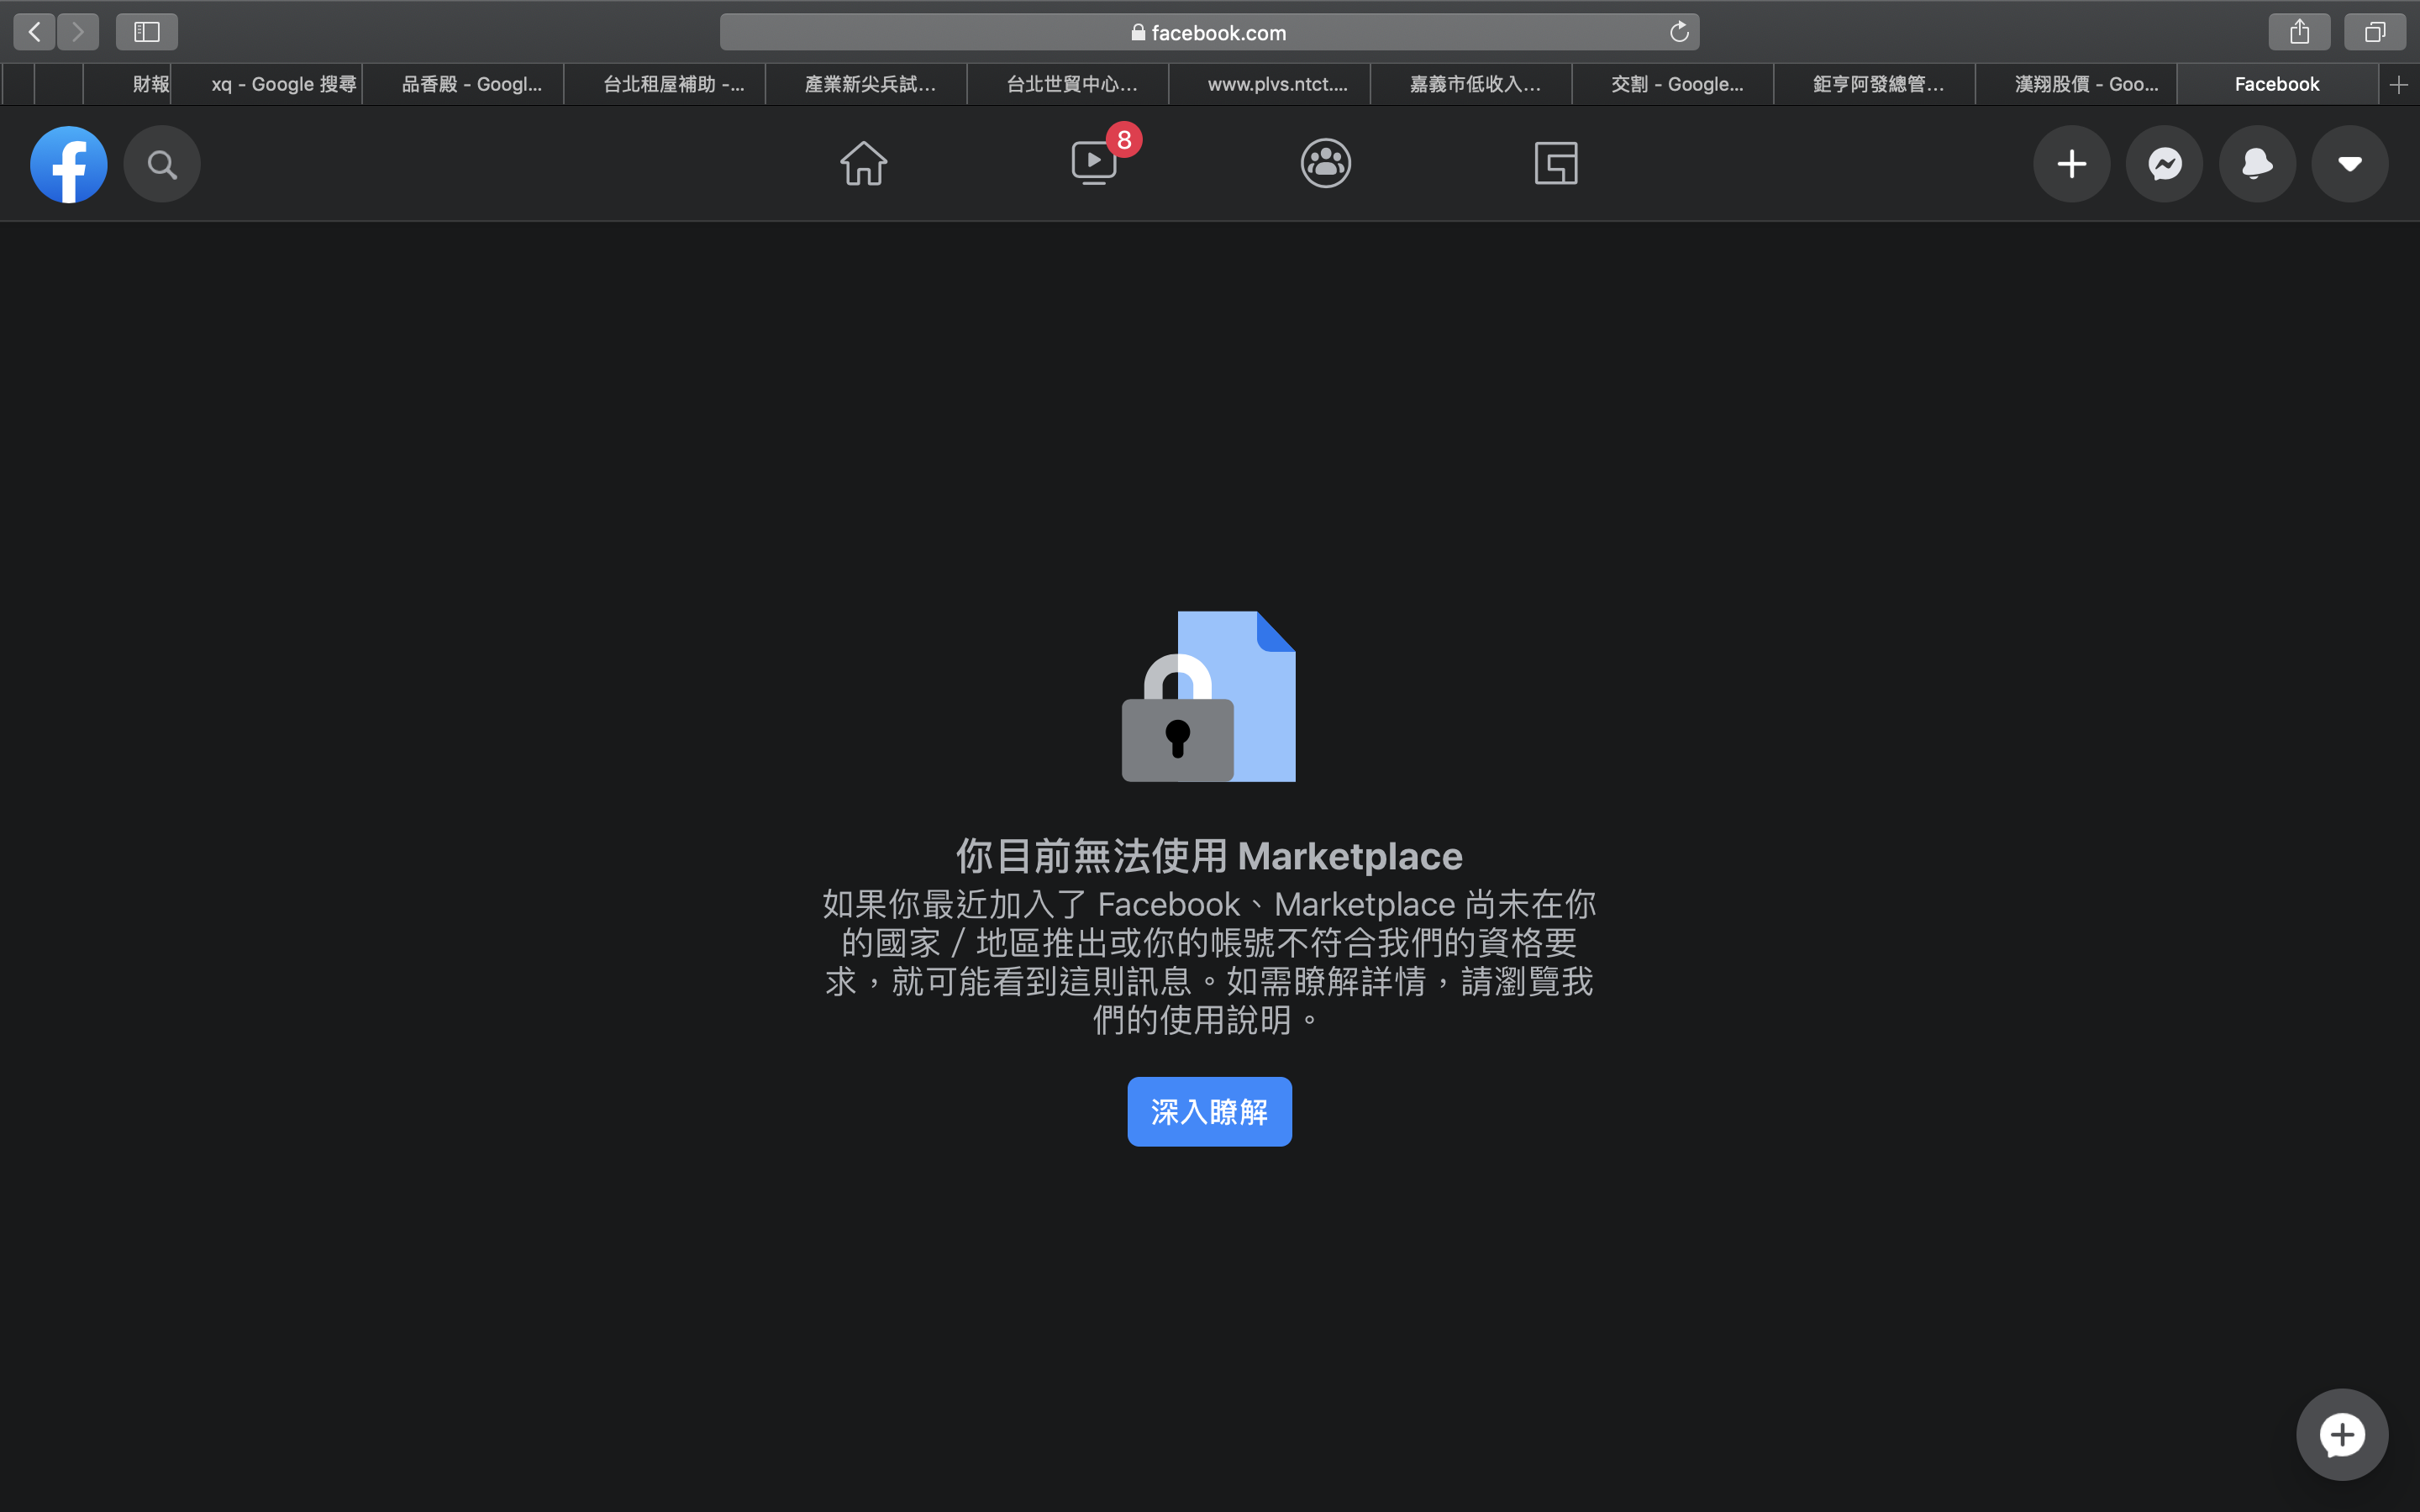 facebook.com
財報
xq - Google 搜尋
品香殿 - Googl...
台北租屋補助 -...
產業新尖兵試...
台北世貿中心...
www.plvs.ntct....
嘉義市低收入...
交割 - Google...
鉅亨阿發總管...
漢翔股價 - Goo...
Facebook
8
你目前無法使用 Marketplace
如果你最近加入了 Facebook、Marketplace 尚未在你
的國家 / 地區推出或你的帳號不符合我們的資格要
求，就可能看到這則訊息。如需瞭解詳情，請瀏覽我
們的使用說明。
深入瞭解